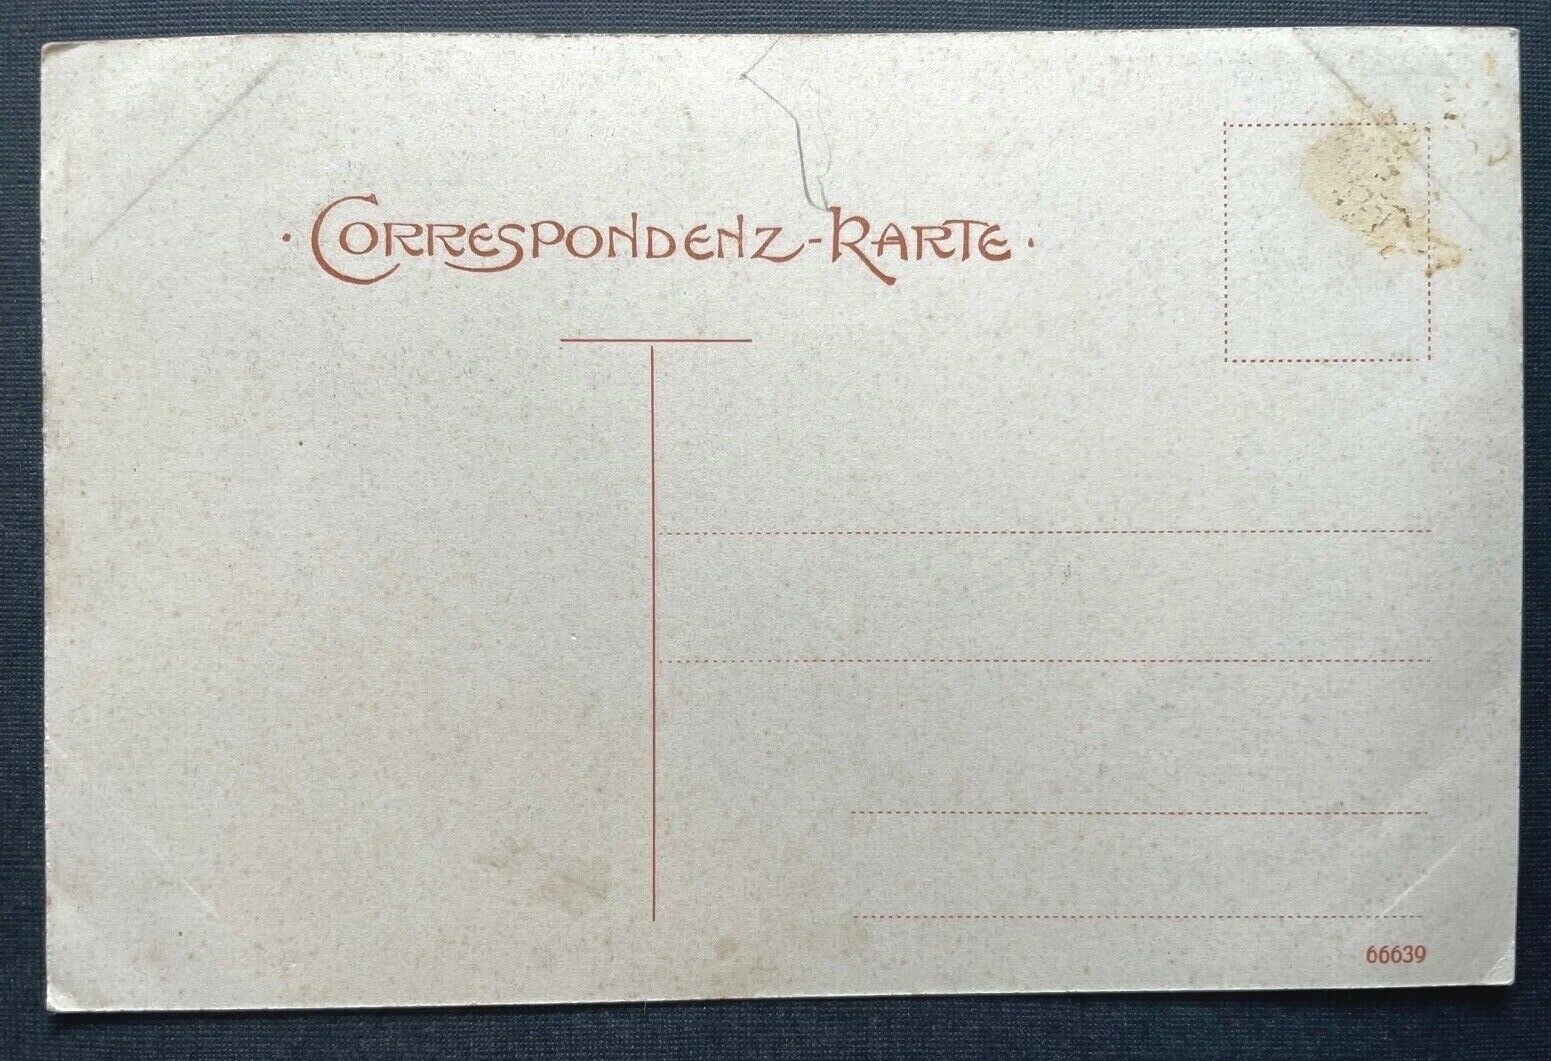 · CORRESPONDENZ-KARTE ·
66639